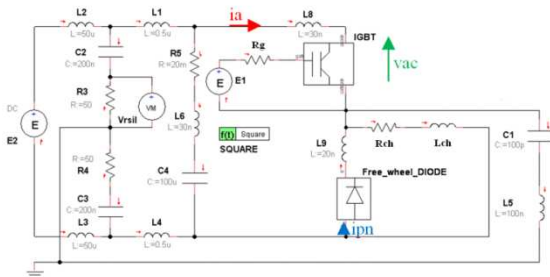 L2
L:=50u
L1
L:=0.5u
ia
L8
L:=30n
IGBT
vac
C2
C:=200n
R5
R:=20m
Rg
E
E1
DC
E
E2
R3
R:=50
VM
Vrsil
L6
L:=30n
f(t) Square
SQUARE
L9
L:=20n
Rch
Lch
C1
C:=100p
R:=50
R4
C4
C:=100u
Free_wheel_DIODE
C3
C:=200n
L5
L:=100n
L3
L:=50u
L4
L:=0.5u
ipn